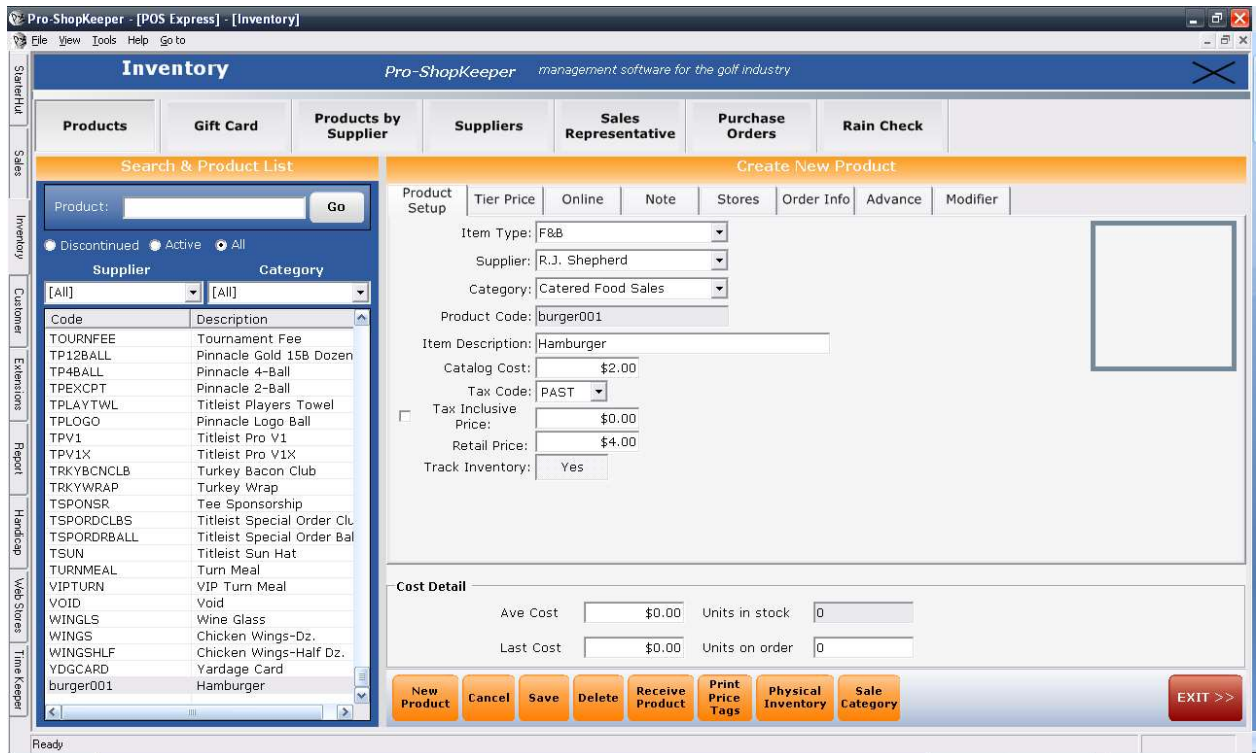 Pro-ShopKeeper - [POS Express] - [Inventory]
File View Tools Help Go to
Inventory Pro-ShopKeeper management software for the golf industry
StarterHut
Sales
Inventory
Customer
Extensions
Report
Handicap
Web Stores
Time Keeper
Products Gift Card Products by Supplier Suppliers Sales Representative Purchase Orders Rain Check
Search & Product List
Product: Go
Discontinued Active All
Supplier Category
[All] [All]
Code Description
TOURNFEE Tournament Fee
TP12BALL Pinnacle Gold 15B Dozen
TP4BALL Pinnacle 4-Ball
TPEXCPT Pinnacle 2-Ball
TPLAYTWL Titleist Players Towel
TPLOGO Pinnacle Logo Ball
TPV1 Titleist Pro V1
TPV1X Titleist Pro V1X
TRKYBCNCLB Turkey Bacon Club
TRKYWRAP Turkey Wrap
TSPONSR Tee Sponsorship
TSPORDCLBS Titleist Special Order Clu
TSPORDRBALL Titleist Special Order Bal
TSUN Titleist Sun Hat
TURNMEAL Turn Meal
VIPTURN VIP Turn Meal
VOID Void
WINGLS Wine Glass
WINGS Chicken Wings-Dz.
WINGSHLF Chicken Wings-Half Dz.
YDGCARD Yardage Card
burger001 Hamburger
Create New Product
Product Setup Tier Price Online Note Stores Order Info Advance Modifier
Item Type: F&B
Supplier: R.J. Shepherd
Category: Catered Food Sales
Product Code: burger001
Item Description: Hamburger
Catalog Cost: $2.00
Tax Code: PAST
Tax Inclusive Price: $0.00
Retail Price: $4.00
Track Inventory: Yes
Cost Detail
Ave Cost $0.00 Units in stock 0
Last Cost $0.00 Units on order 0
New Product Cancel Save Delete Receive Product Print Price Tags Physical Inventory Sale Category EXIT >>
Ready